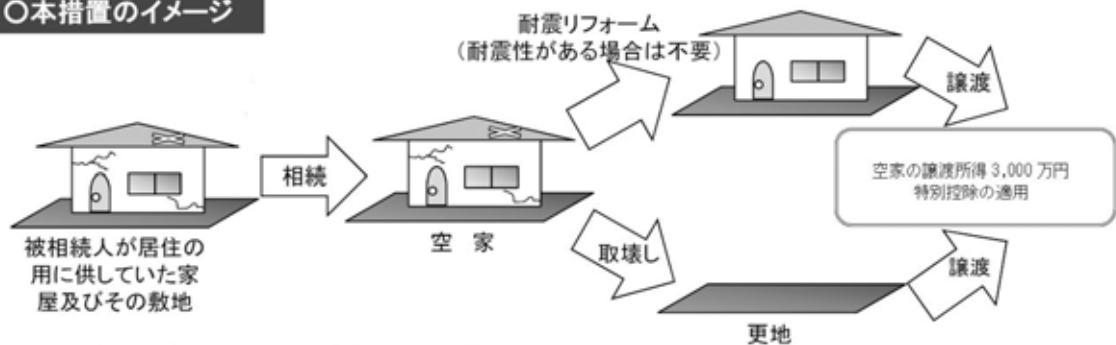 〇本措置のイメージ
耐震リフォーム
（耐震性がある場合は不要）
譲渡
相続
空家の譲渡所得 3,000 万円
特別控除の適用
被相続人が居住の
用に供していた家
屋及びその敷地
空　家
取壊し
譲渡
更地